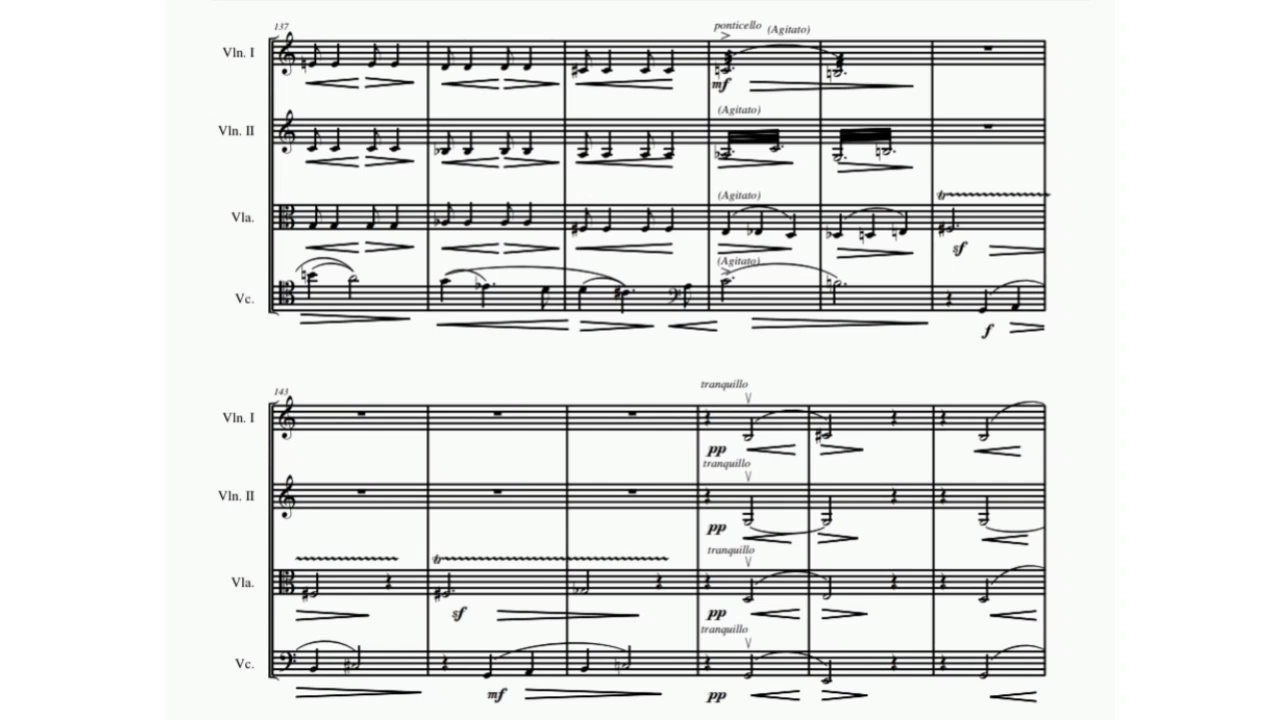 137
ponticello (Agitato)
Vln. I
mf
(Agitato)
Vln. II
(Agitato)
Vla.
tr
sf
(Agitato)
Vc.
f
143
tranquillo
Vln. I
pp
tranquillo
Vln. II
pp
tranquillo
tr
Vla.
sf pp
tranquillo
Vc.
mf pp